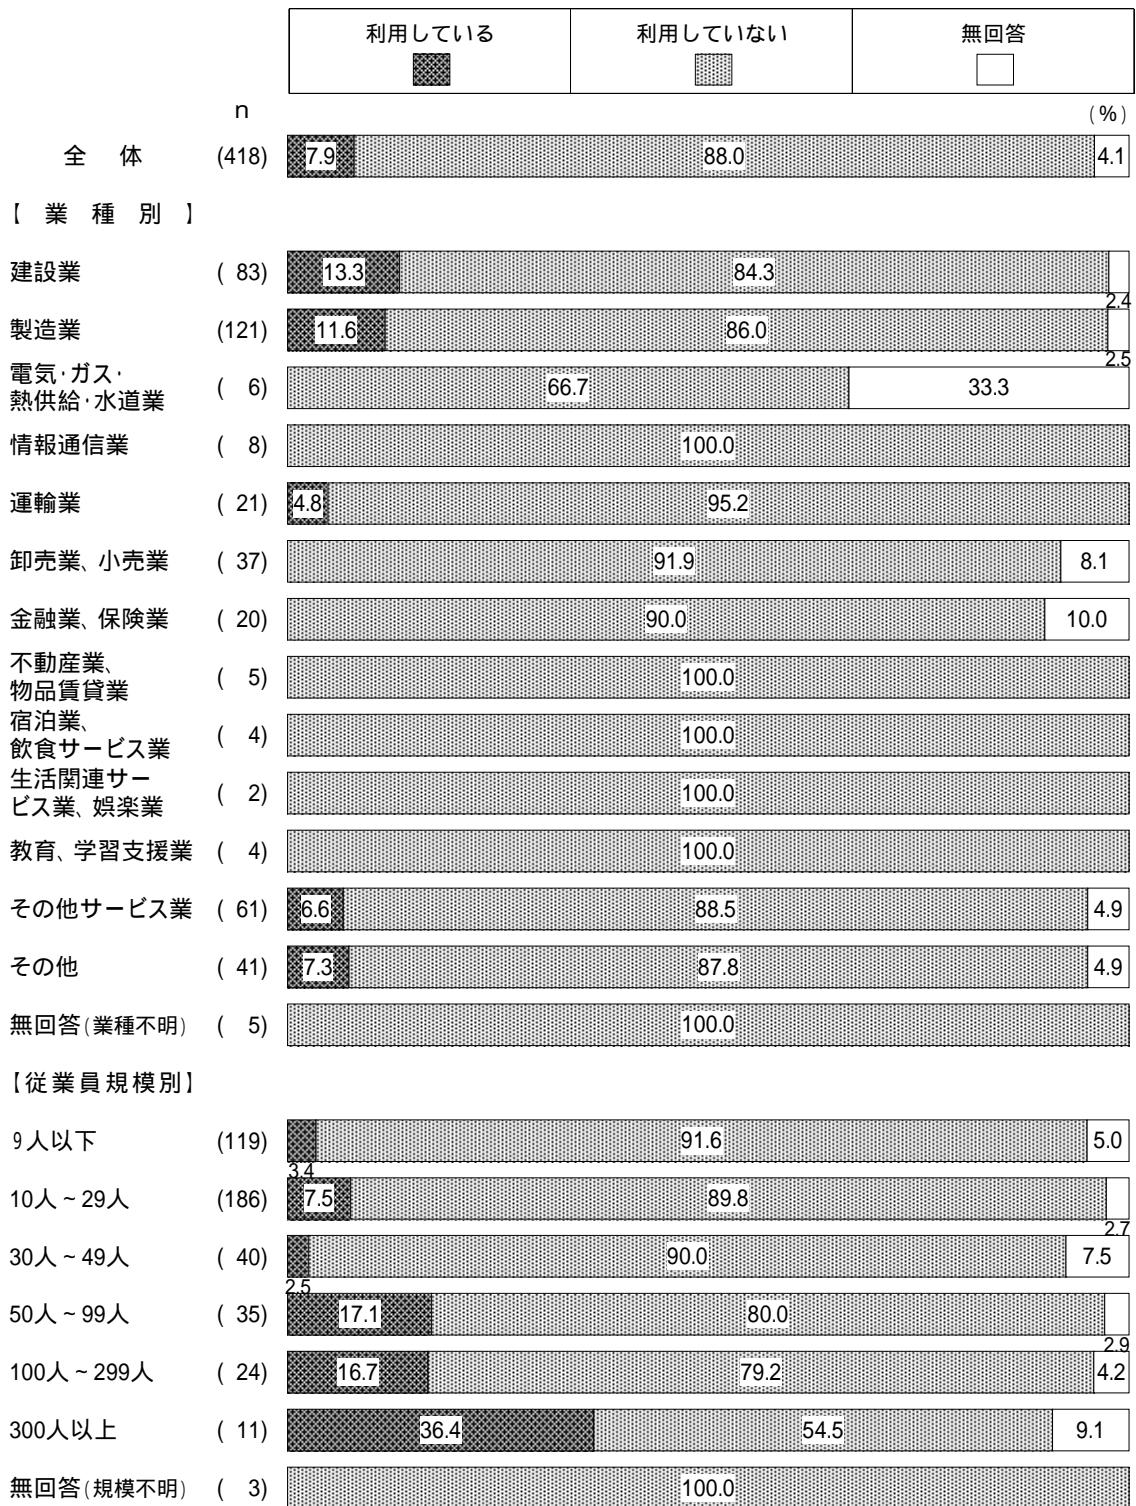 利用している 利用していない 無回答
n (%)
全 体 (418) 7.9 88.0 4.1
【 業 種 別 】
建設業 ( 83) 13.3 84.3 2.4
製造業 (121) 11.6 86.0 2.5
電気・ガス・
熱供給・水道業 ( 6) 66.7 33.3
情報通信業 ( 8) 100.0
運輸業 ( 21) 4.8 95.2
卸売業、小売業 ( 37) 91.9 8.1
金融業、保険業 ( 20) 90.0 10.0
不動産業、
物品賃貸業 ( 5) 100.0
宿泊業、
飲食サービス業 ( 4) 100.0
生活関連サー
ビス業、娯楽業 ( 2) 100.0
教育、学習支援業 ( 4) 100.0
その他サービス業 ( 61) 6.6 88.5 4.9
その他 ( 41) 7.3 87.8 4.9
無回答(業種不明) ( 5) 100.0
【従業員規模別】
9人以下 (119) 3.4 91.6 5.0
10人~29人 (186) 7.5 89.8 2.7
30人~49人 ( 40) 2.5 90.0 7.5
50人~99人 ( 35) 17.1 80.0 2.9
100人~299人 ( 24) 16.7 79.2 4.2
300人以上 ( 11) 36.4 54.5 9.1
無回答(規模不明) ( 3) 100.0